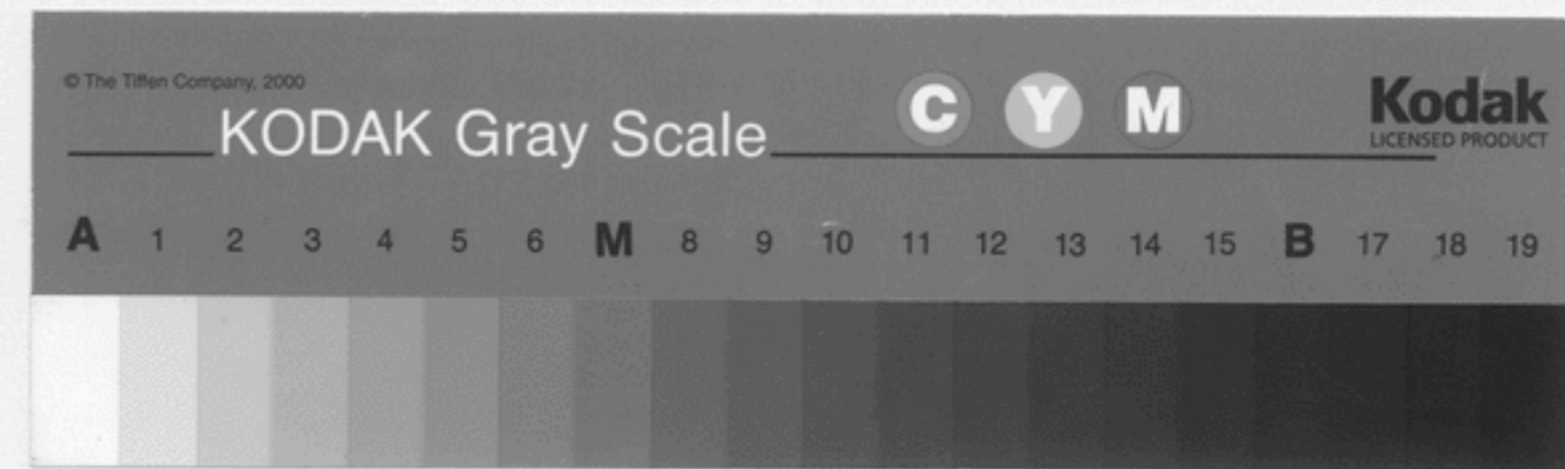 © The Tiffen Company, 2000
KODAK Gray Scale
C Y M
Kodak
LICENSED PRODUCT
A 1 2 3 4 5 6 M 8 9 10 11 12 13 14 15 B 17 18 19